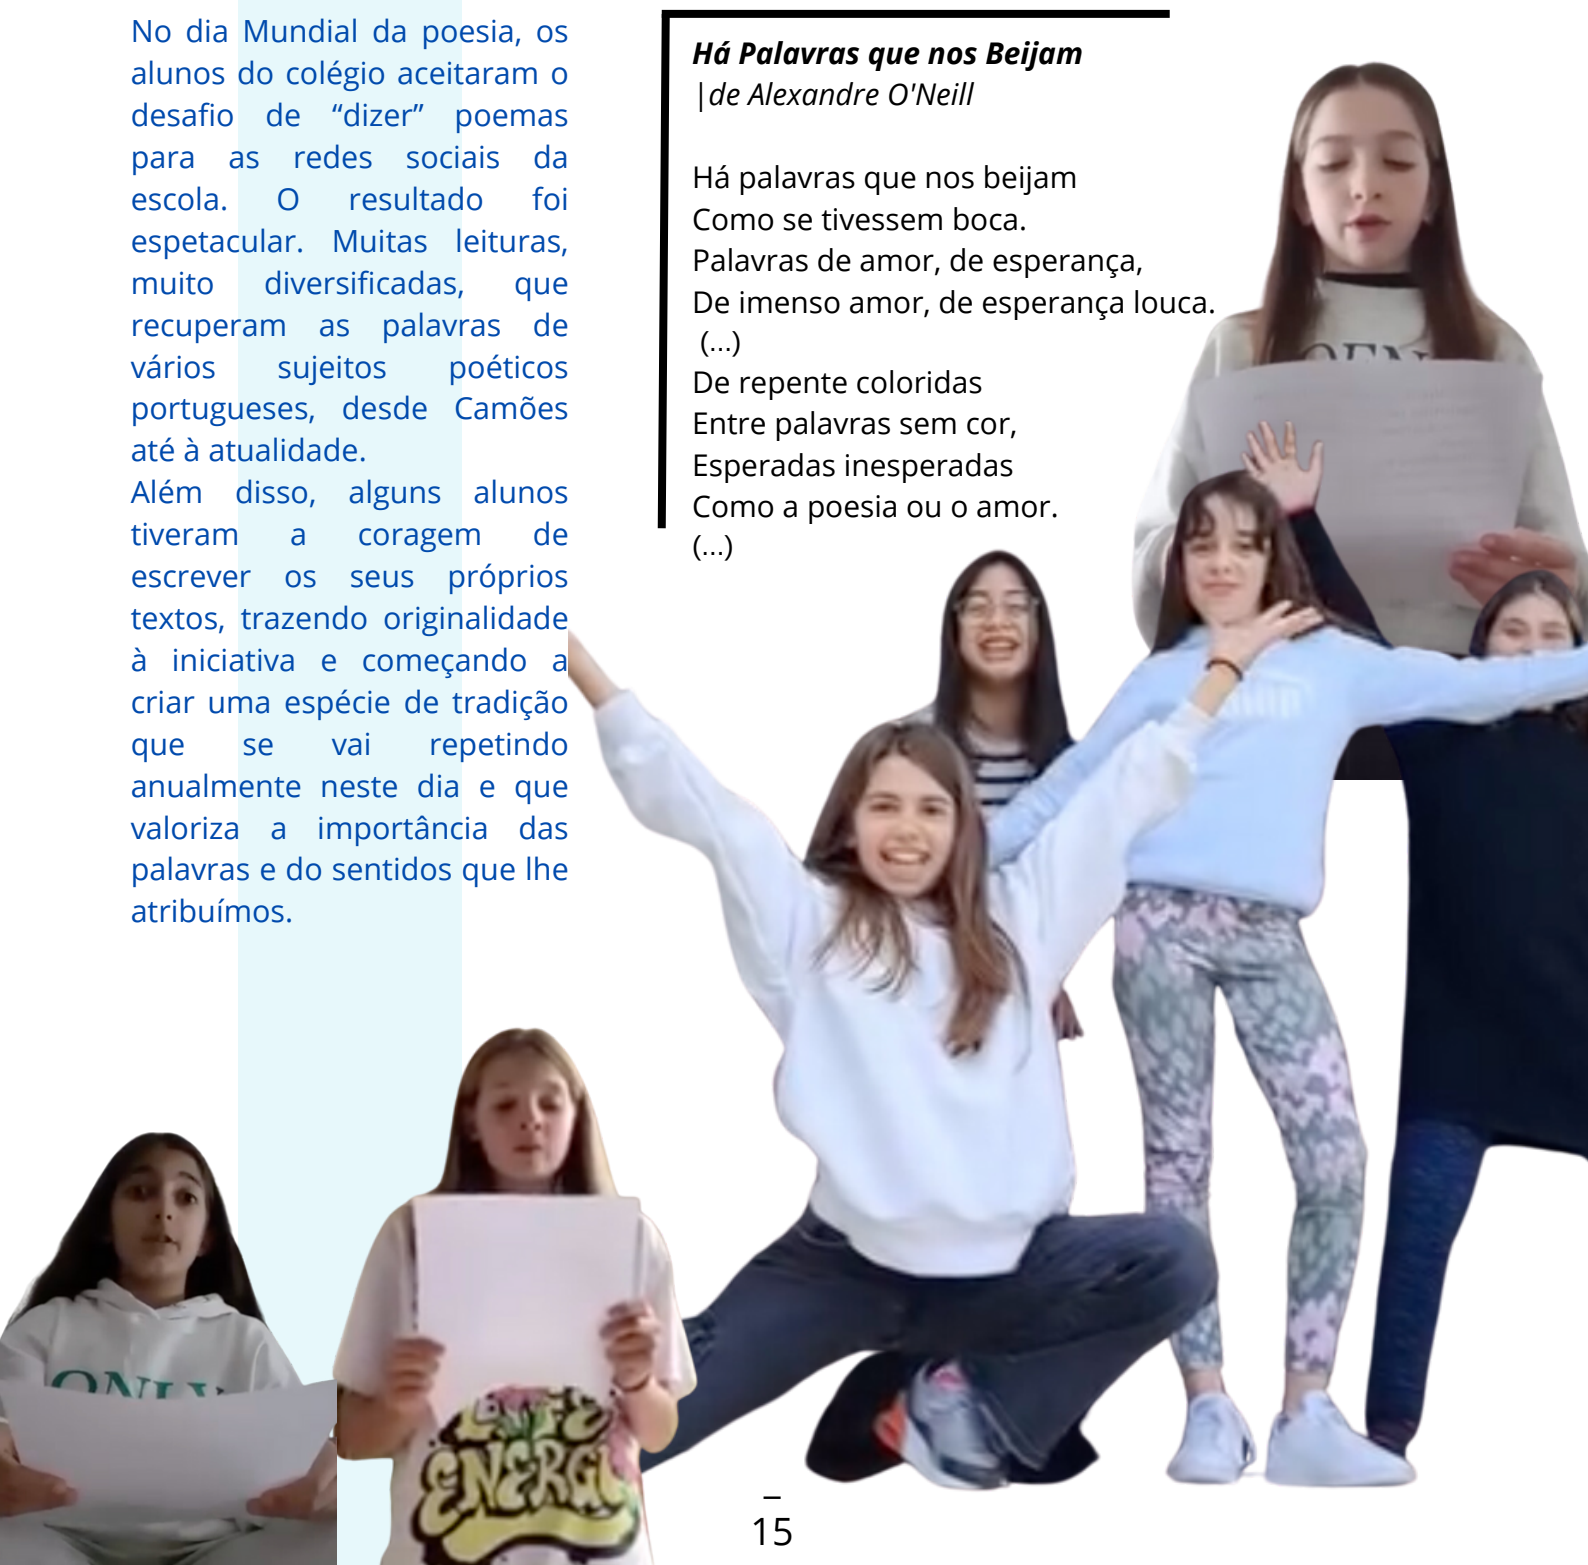 No dia Mundial da poesia, os
alunos do colégio aceitaram o
desafio de “dizer” poemas
para as redes sociais da
escola. O resultado foi
espetacular. Muitas leituras,
muito diversificadas, que
recuperam as palavras de
vários sujeitos poéticos
portugueses, desde Camões
até à atualidade.
Além disso, alguns alunos
tiveram a coragem de
escrever os seus próprios
textos, trazendo originalidade
à iniciativa e começando a
criar uma espécie de tradição
que se vai repetindo
anualmente neste dia e que
valoriza a importância das
palavras e do sentidos que lhe
atribuímos.
Há Palavras que nos Beijam
|de Alexandre O'Neill
Há palavras que nos beijam
Como se tivessem boca.
Palavras de amor, de esperança,
De imenso amor, de esperança louca.
(...)
De repente coloridas
Entre palavras sem cor,
Esperadas inesperadas
Como a poesia ou o amor.
(...)
ONLY
ENERGY
–
15